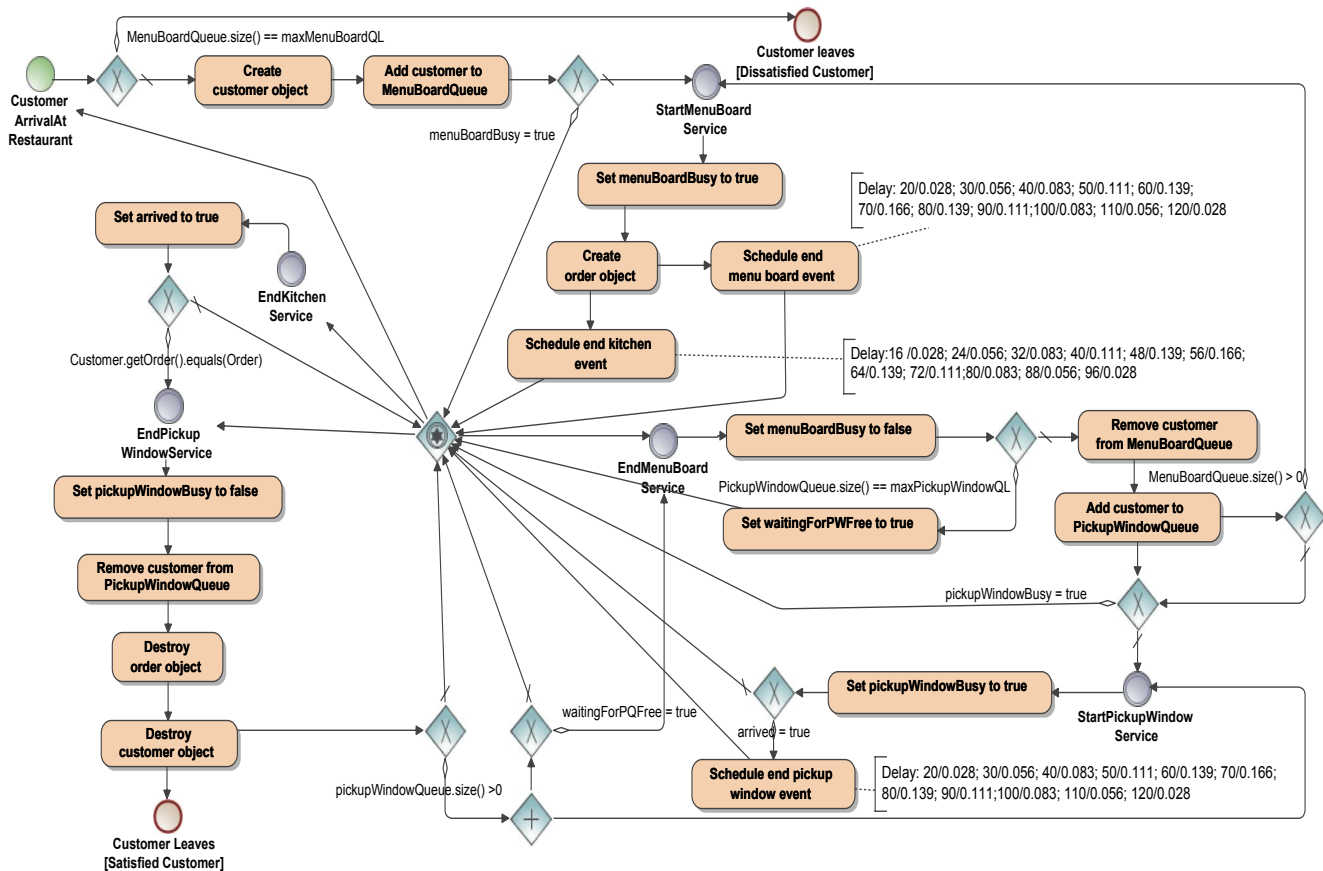 MenuBoardQueue.size() == maxMenuBoardQL
Customer leaves
[Dissatisfied Customer]
Customer
ArrivalAt
Restaurant
Create
customer object
Add customer to
MenuBoardQueue
menuBoardBusy = true
StartMenuBoard
Service
Set menuBoardBusy to true
Delay: 20/0.028; 30/0.056; 40/0.083; 50/0.111; 60/0.139;
70/0.166; 80/0.139; 90/0.111;100/0.083; 110/0.056; 120/0.028
Set arrived to true
EndKitchen
Service
Create
order object
Schedule end
menu board event
Schedule end kitchen
event
Delay:16 /0.028; 24/0.056; 32/0.083; 40/0.111; 48/0.139; 56/0.166;
64/0.139; 72/0.111;80/0.083; 88/0.056; 96/0.028
Customer.getOrder().equals(Order)
EndPickup
WindowService
EndMenuBoard
Service
Set menuBoardBusy to false
Remove customer
from MenuBoardQueue
MenuBoardQueue.size() > 0
PickupWindowQueue.size() == maxPickupWindowQL
Set waitingForPWFree to true
Add customer to
PickupWindowQueue
Set pickupWindowBusy to false
Remove customer from
PickupWindowQueue
pickupWindowBusy = true
Destroy
order object
Destroy
customer object
Set pickupWindowBusy to true
StartPickupWindow
Service
waitingForPQFree = true
arrived = true
Schedule end pickup
window event
Delay: 20/0.028; 30/0.056; 40/0.083; 50/0.111; 60/0.139; 70/0.166;
80/0.139; 90/0.111;100/0.083; 110/0.056; 120/0.028
pickupWindowQueue.size() >0
Customer Leaves
[Satisfied Customer]